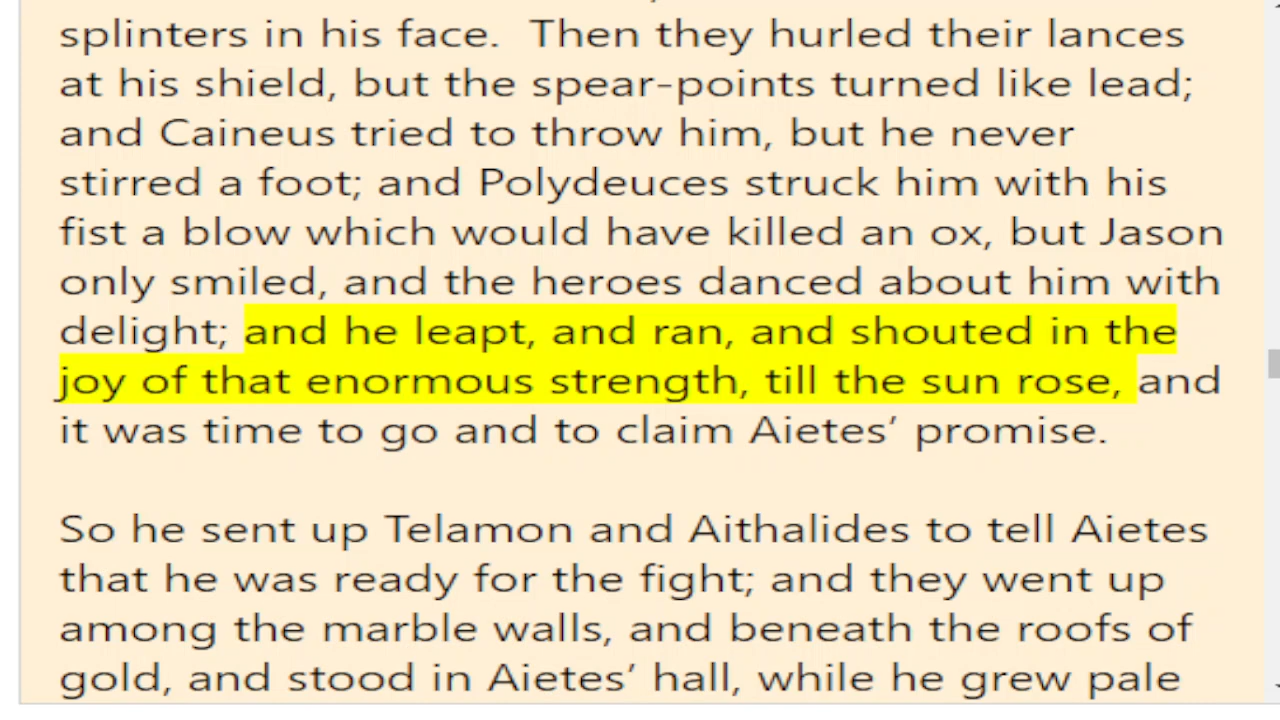 splinters in his face.  Then they hurled their lances
at his shield, but the spear-points turned like lead;
and Caineus tried to throw him, but he never
stirred a foot; and Polydeuces struck him with his
fist a blow which would have killed an ox, but Jason
only smiled, and the heroes danced about him with
delight; and he leapt, and ran, and shouted in the
joy of that enormous strength, till the sun rose, and
it was time to go and to claim Aietes’ promise.
So he sent up Telamon and Aithalides to tell Aietes
that he was ready for the fight; and they went up
among the marble walls, and beneath the roofs of
gold, and stood in Aietes’ hall, while he grew pale